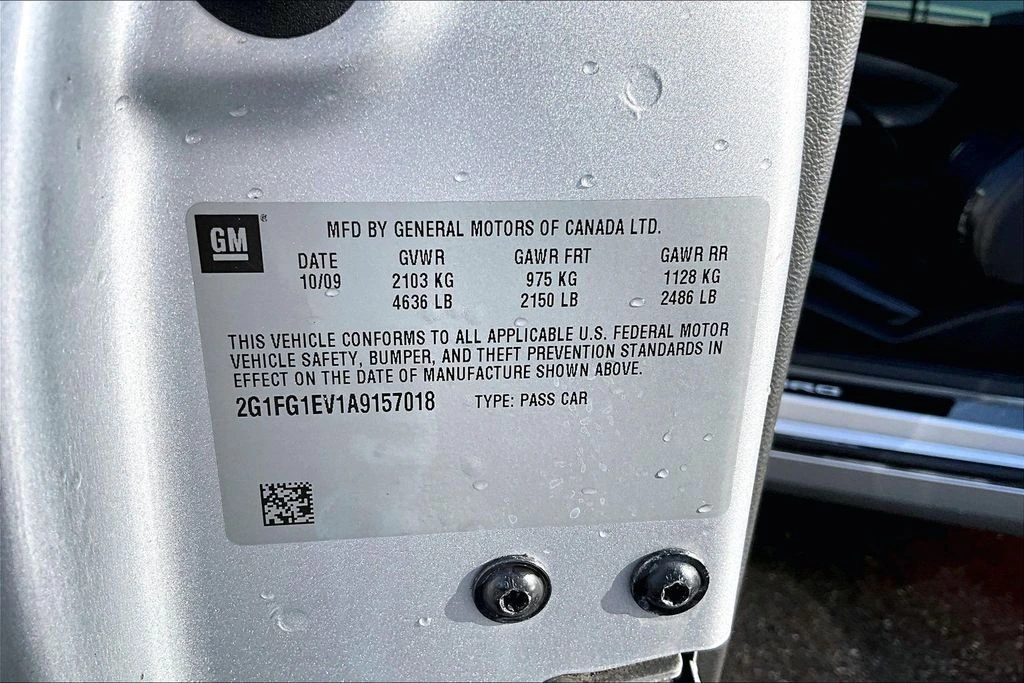 GM
MFD BY GENERAL MOTORS OF CANADA LTD.
DATE GVWR GAWR FRT GAWR RR
10/09 2103 KG 975 KG 1128 KG
4636 LB 2150 LB 2486 LB
THIS VEHICLE CONFORMS TO ALL APPLICABLE U.S. FEDERAL MOTOR
VEHICLE SAFETY, BUMPER, AND THEFT PREVENTION STANDARDS IN
EFFECT ON THE DATE OF MANUFACTURE SHOWN ABOVE.
2G1FG1EV1A9157018 TYPE: PASS CAR